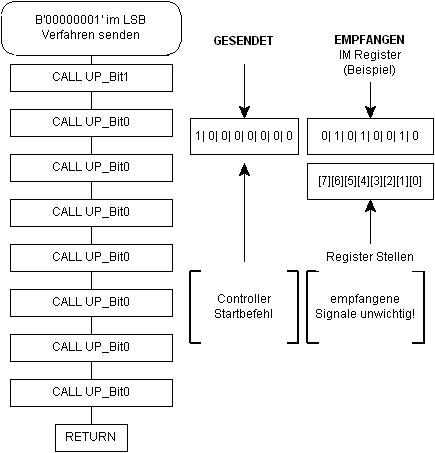 B'00000001' im LSB
Verfahren senden
CALL UP_Bit1
CALL UP_Bit0
CALL UP_Bit0
CALL UP_Bit0
CALL UP_Bit0
CALL UP_Bit0
CALL UP_Bit0
CALL UP_Bit0
RETURN
GESENDET
1| 0| 0| 0| 0| 0| 0| 0
Controller
Startbefehl
EMPFANGEN
IM Register
(Beispiel)
0| 1| 0| 1| 0| 0| 1| 0
[7][6][5][4][3][2][1][0]
Register Stellen
empfangene
Signale unwichtig!